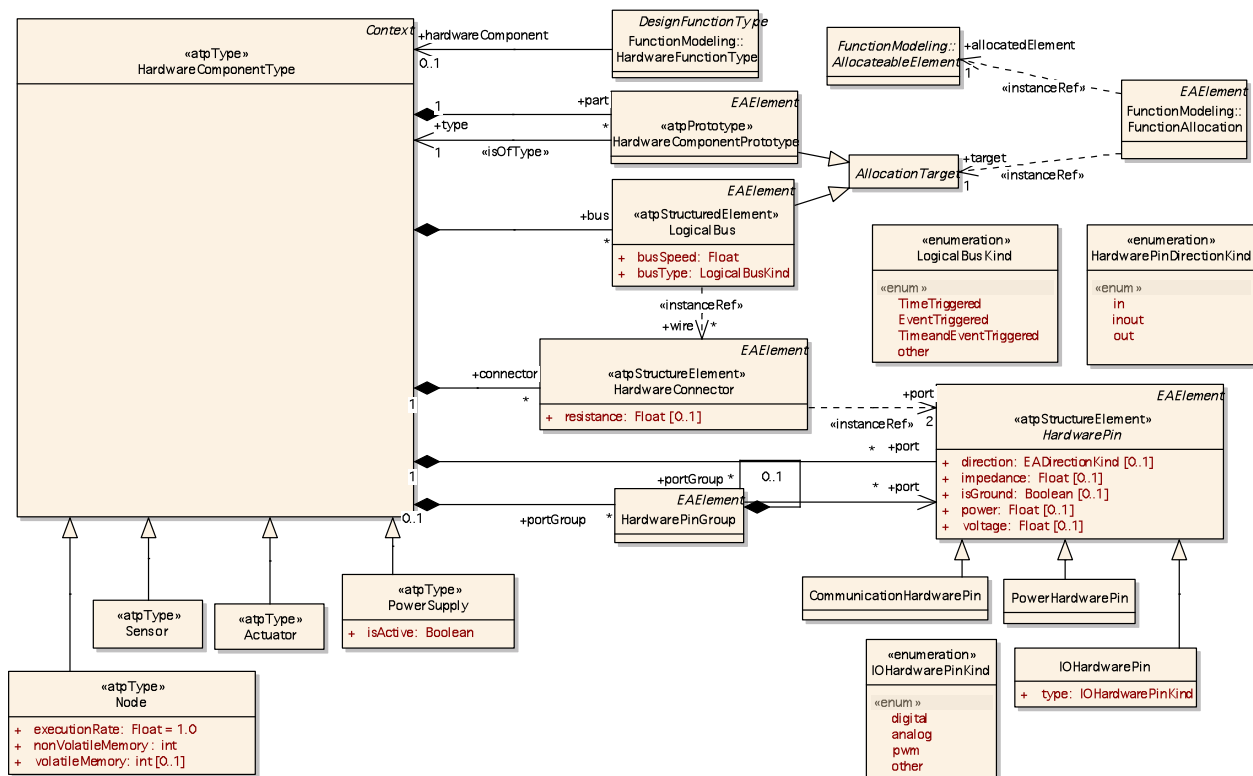 Context
«atpType»
HardwareComponentType
+hardwareComponent
0..1
DesignFunctionType
FunctionModeling::
HardwareFunctionType
FunctionModeling::
AllocateableElement
+allocatedElement
1
«instanceRef»
EAElement
FunctionModeling::
FunctionAllocation
1
+part
*
+type
1
«isOfType»
EAElement
«atpPrototype»
HardwareComponentPrototype
AllocationTarget
+target
1
«instanceRef»
+bus
*
EAElement
«atpStructuredElement»
LogicalBus
+ busSpeed: Float
+ busType: LogicalBusKind
«instanceRef»
+wire
*
«enumeration»
LogicalBusKind
«enum»
TimeTriggered
EventTriggered
TimeandEventTriggered
other
«enumeration»
HardwarePinDirectionKind
«enum»
in
inout
out
+connector
1
*
EAElement
«atpStructureElement»
HardwareConnector
+ resistance: Float [0..1]
+port
2
«instanceRef»
EAElement
«atpStructureElement»
HardwarePin
+ direction: EADirectionKind [0..1]
+ impedance: Float [0..1]
+ isGround: Boolean [0..1]
+ power: Float [0..1]
+ voltage: Float [0..1]
1
* +port
0..1
+portGroup
*
+portGroup *
0..1
EAElement
HardwarePinGroup
* +port
«atpType»
Sensor
«atpType»
Actuator
«atpType»
PowerSupply
+ isActive: Boolean
«atpType»
Node
+ executionRate: Float = 1.0
+ nonVolatileMemory: int
+ volatileMemory: int [0..1]
CommunicationHardwarePin
PowerHardwarePin
«enumeration»
IOHardwarePinKind
«enum»
digital
analog
pwm
other
IOHardwarePin
+ type: IOHardwarePinKind